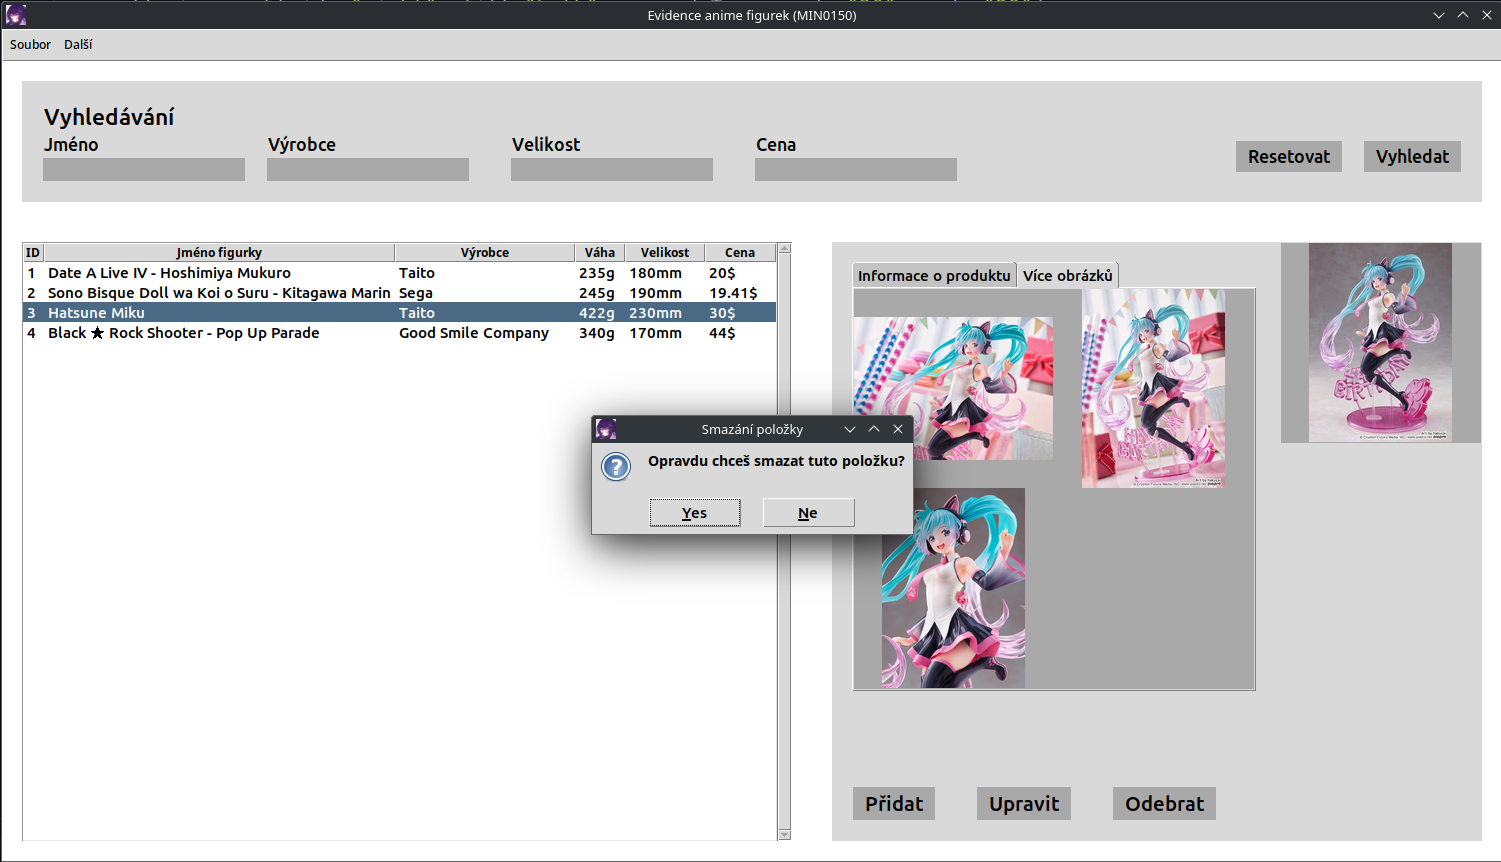 Evidence anime figurek (MIN0150)
Soubor Další
Vyhledávání
Jméno Výrobce Velikost Cena
Resetovat Vyhledat
ID Jméno figurky Výrobce Váha Velikost Cena
1 Date A Live IV - Hoshimiya Mukuro Taito 235g 180mm 20$
2 Sono Bisque Doll wa Koi o Suru - Kitagawa Marin Sega 245g 190mm 19.41$
3 Hatsune Miku Taito 422g 230mm 30$
4 Black ★ Rock Shooter - Pop Up Parade Good Smile Company 340g 170mm 44$
Informace o produktu Více obrázků
Smazání položky
Opravdu chceš smazat tuto položku?
Yes Ne
Přidat Upravit Odebrat